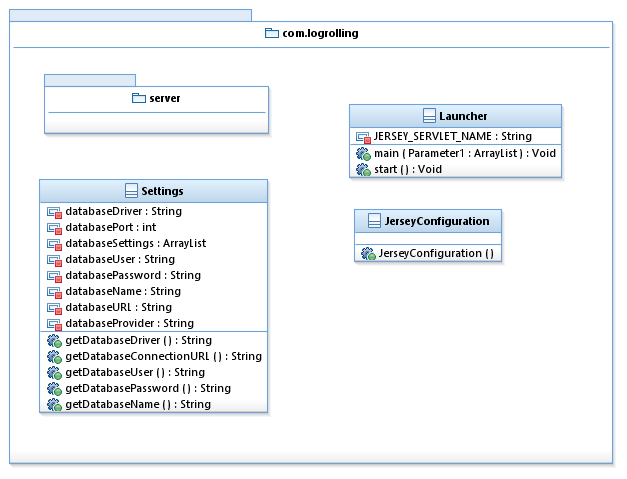 com.logrolling
server
Launcher
JERSEY_SERVLET_NAME : String
main ( Parameter1 : ArrayList ) : Void
start ( ) : Void
Settings
databaseDriver : String
databasePort : int
databaseSettings : ArrayList
databaseUser : String
databasePassword : String
databaseName : String
databaseURL : String
databaseProvider : String
getDatabaseDriver ( ) : String
getDatabaseConnectionURL ( ) : String
getDatabaseUser ( ) : String
getDatabasePassword ( ) : String
getDatabaseName ( ) : String
JerseyConfiguration
JerseyConfiguration ( )